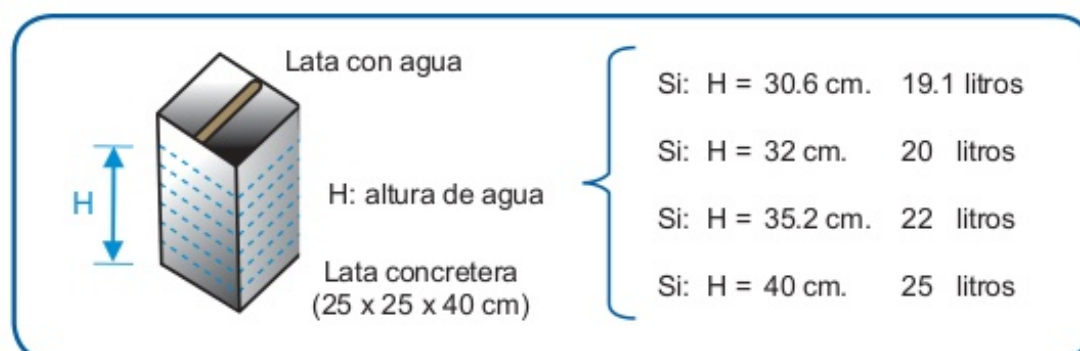 Lata con agua
H
H: altura de agua
Lata concretera
(25 x 25 x 40 cm)
Si: H = 30.6 cm. 19.1 litros
Si: H = 32 cm. 20 litros
Si: H = 35.2 cm. 22 litros
Si: H = 40 cm. 25 litros